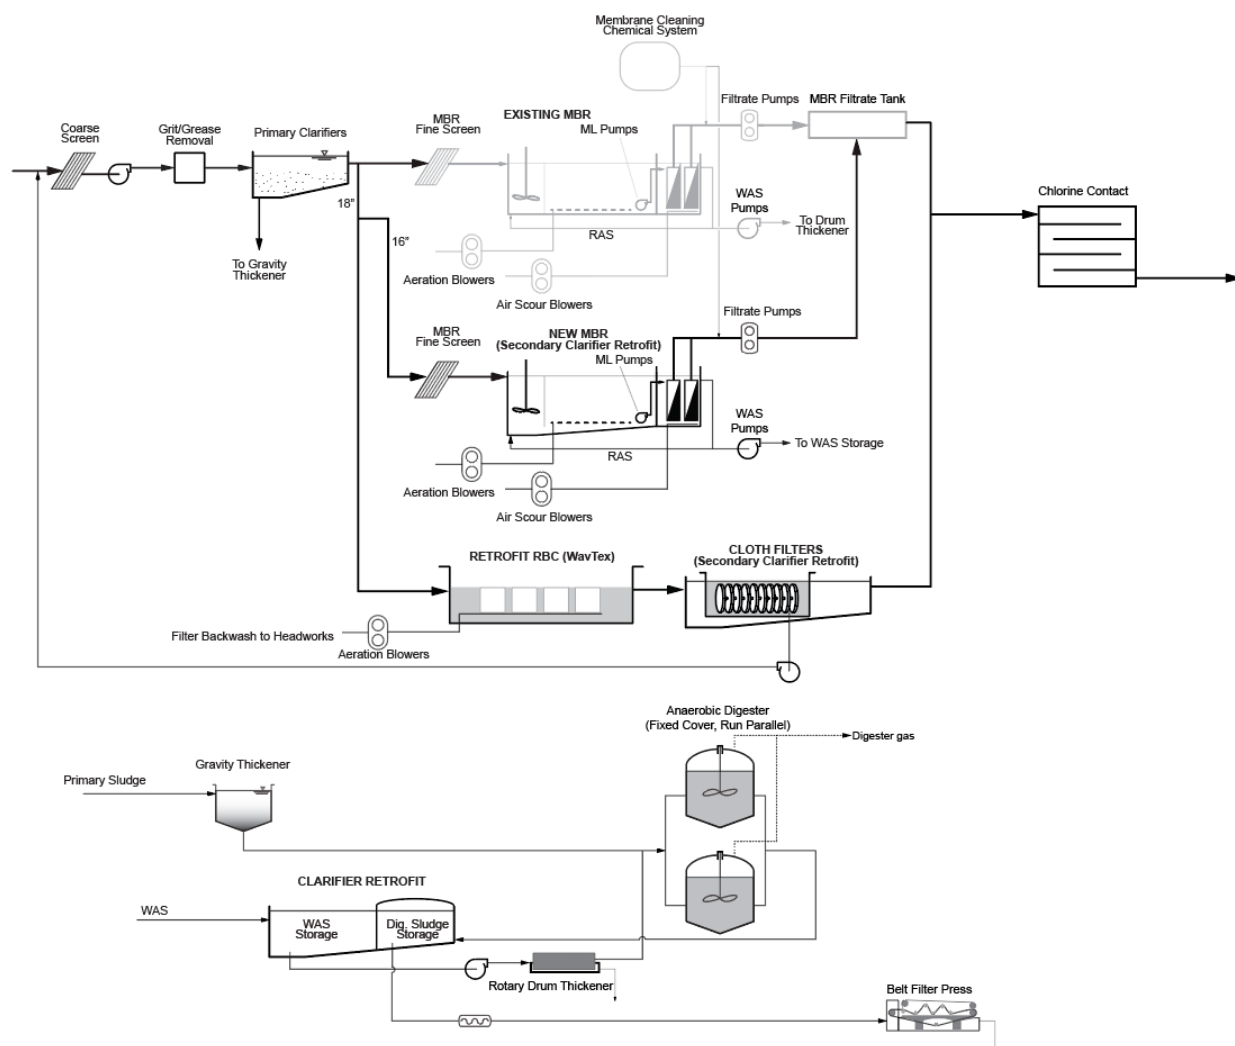 Membrane Cleaning
Chemical System
Coarse
Screen
Grit/Grease
Removal
Primary Clarifiers
MBR
Fine Screen
EXISTING MBR
ML Pumps
Filtrate Pumps
MBR Filtrate Tank
18"
16"
To Gravity
Thickener
RAS
WAS
Pumps
To Drum
Thickener
Chlorine Contact
Aeration Blowers
Air Scour Blowers
MBR
Fine Screen
NEW MBR
(Secondary Clarifier Retrofit)
ML Pumps
Filtrate Pumps
RAS
WAS
Pumps
To WAS Storage
Aeration Blowers
Air Scour Blowers
RETROFIT RBC (WavTex)
CLOTH FILTERS
(Secondary Clarifier Retrofit)
Filter Backwash to Headworks
Aeration Blowers
Anaerobic Digester
(Fixed Cover, Run Parallel)
Digester gas
Gravity Thickener
Primary Sludge
CLARIFIER RETROFIT
WAS
WAS
Storage
Dig. Sludge
Storage
Rotary Drum Thickener
Belt Filter Press